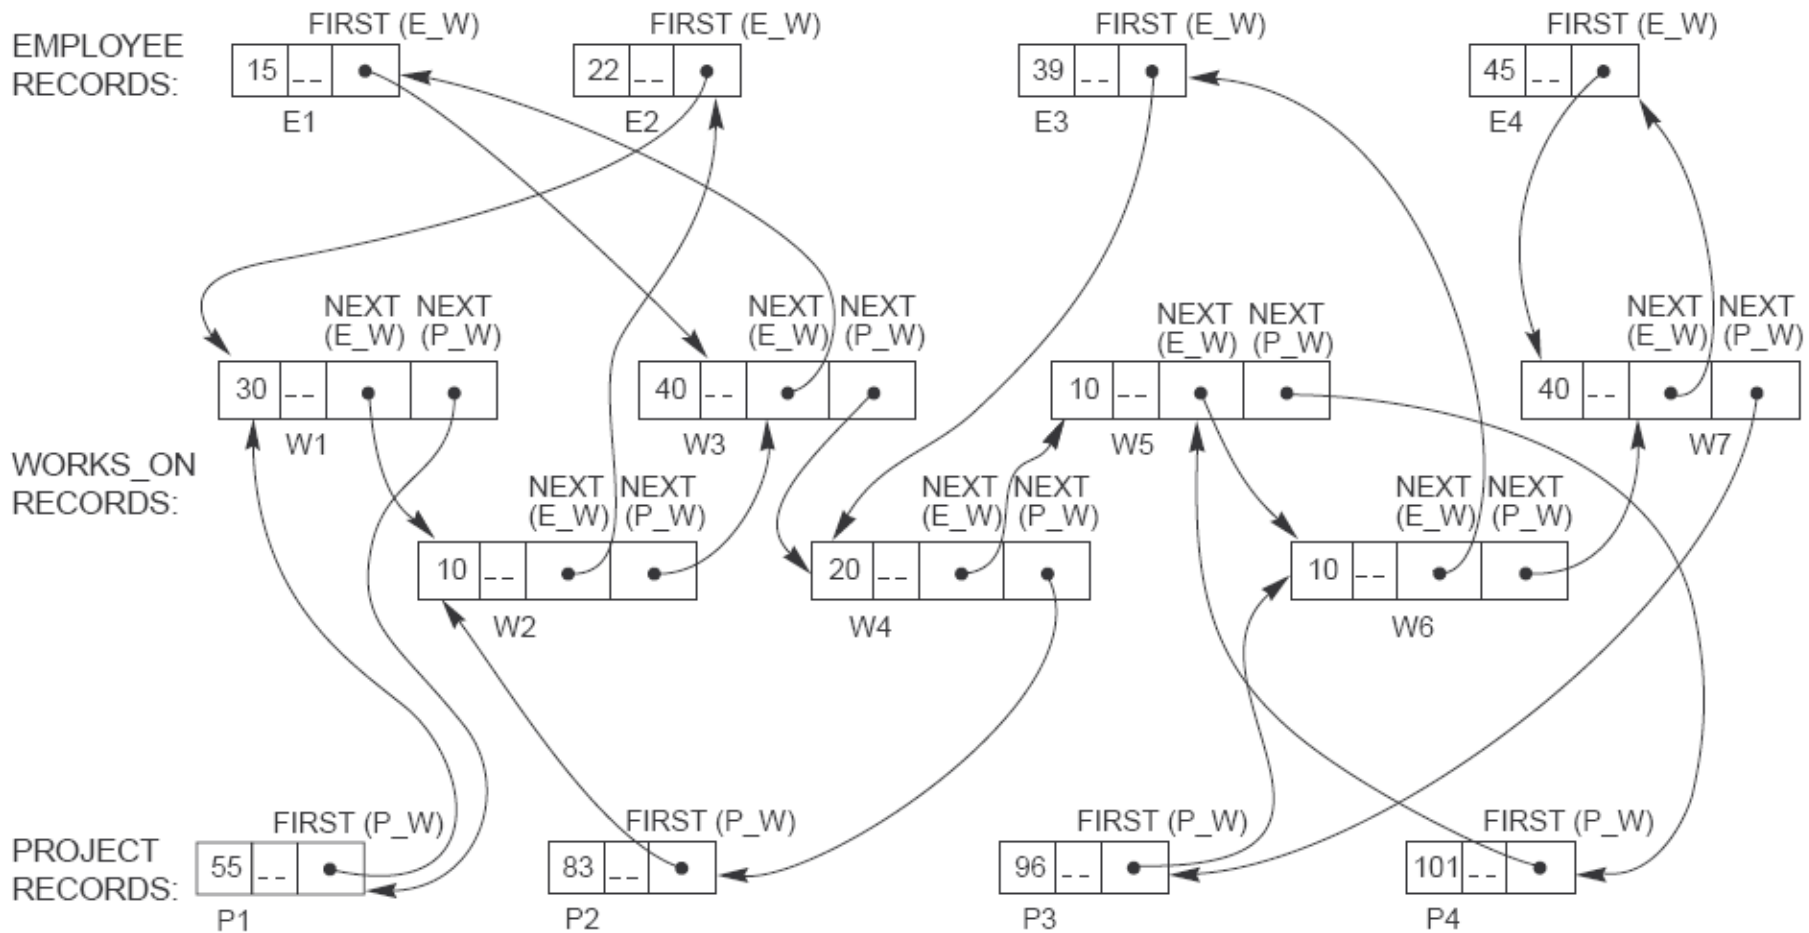 FIRST (E_W) FIRST (E_W) FIRST (E_W) FIRST (E_W)
EMPLOYEE
RECORDS:
15 _ _ 22 _ _ 39 _ _ 45 _ _
E1 E2 E3 E4
NEXT NEXT NEXT NEXT NEXT NEXT NEXT NEXT
(E_W) (P_W) (E_W) (P_W) (E_W) (P_W) (E_W) (P_W)
30 _ _ 40 _ _ 10 _ _ 40 _ _
W1 W3 W5 W7
WORKS_ON
RECORDS:
NEXT NEXT NEXT NEXT NEXT NEXT
(E_W) (P_W) (E_W) (P_W) (E_W) (P_W)
10 _ _ 20 _ _ 10 _ _
W2 W4 W6
FIRST (P_W) FIRST (P_W) FIRST (P_W) FIRST (P_W)
PROJECT
RECORDS:
55 _ _ 83 _ _ 96 _ _ 101 _ _
P1 P2 P3 P4